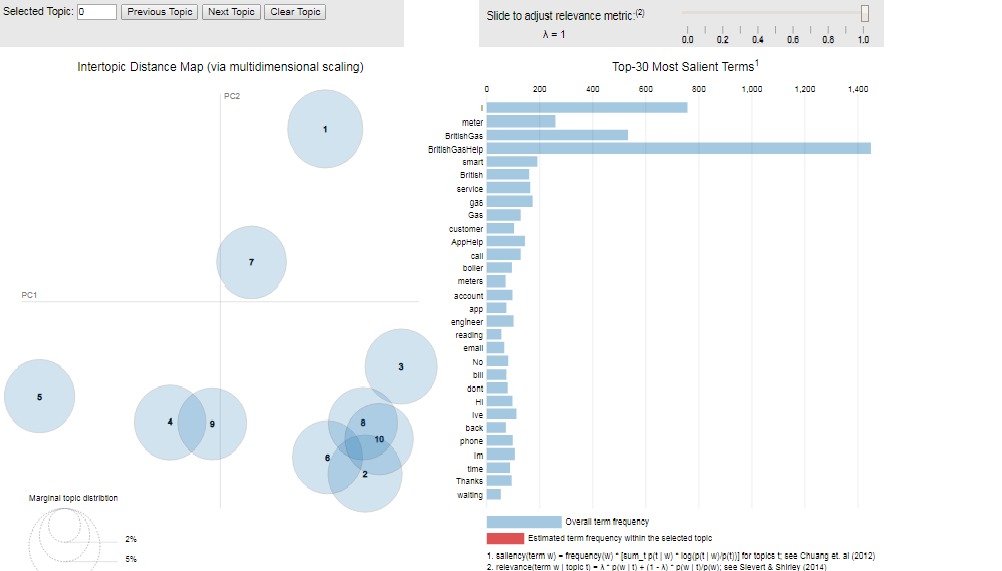 Selected Topic: 0 Previous Topic Next Topic Clear Topic
Slide to adjust relevance metric:(2)
λ = 1
0.0 0.2 0.4 0.6 0.8 1.0
Intertopic Distance Map (via multidimensional scaling)
PC2
PC1
1
7
3
5
4
9
8
10
6
2
Marginal topic distribtion
2%
5%
Top-30 Most Salient Terms1
0 200 400 600 800 1,000 1,200 1,400
I
meter
BritishGas
BritishGasHelp
smart
British
service
gas
Gas
customer
AppHelp
call
boiler
meters
account
app
engineer
reading
email
No
bill
dont
Hi
Ive
back
phone
Im
time
Thanks
waiting
Overall term frequency
Estimated term frequency within the selected topic
1. saliency(term w) = frequency(w) * [sum_t p(t | w) * log(p(t | w)/p(t))] for topics t; see Chuang et. al (2012)
2. relevance(term w | topic t) = λ * p(w | t) + (1 - λ) * p(w | t)/p(w); see Sievert & Shirley (2014)